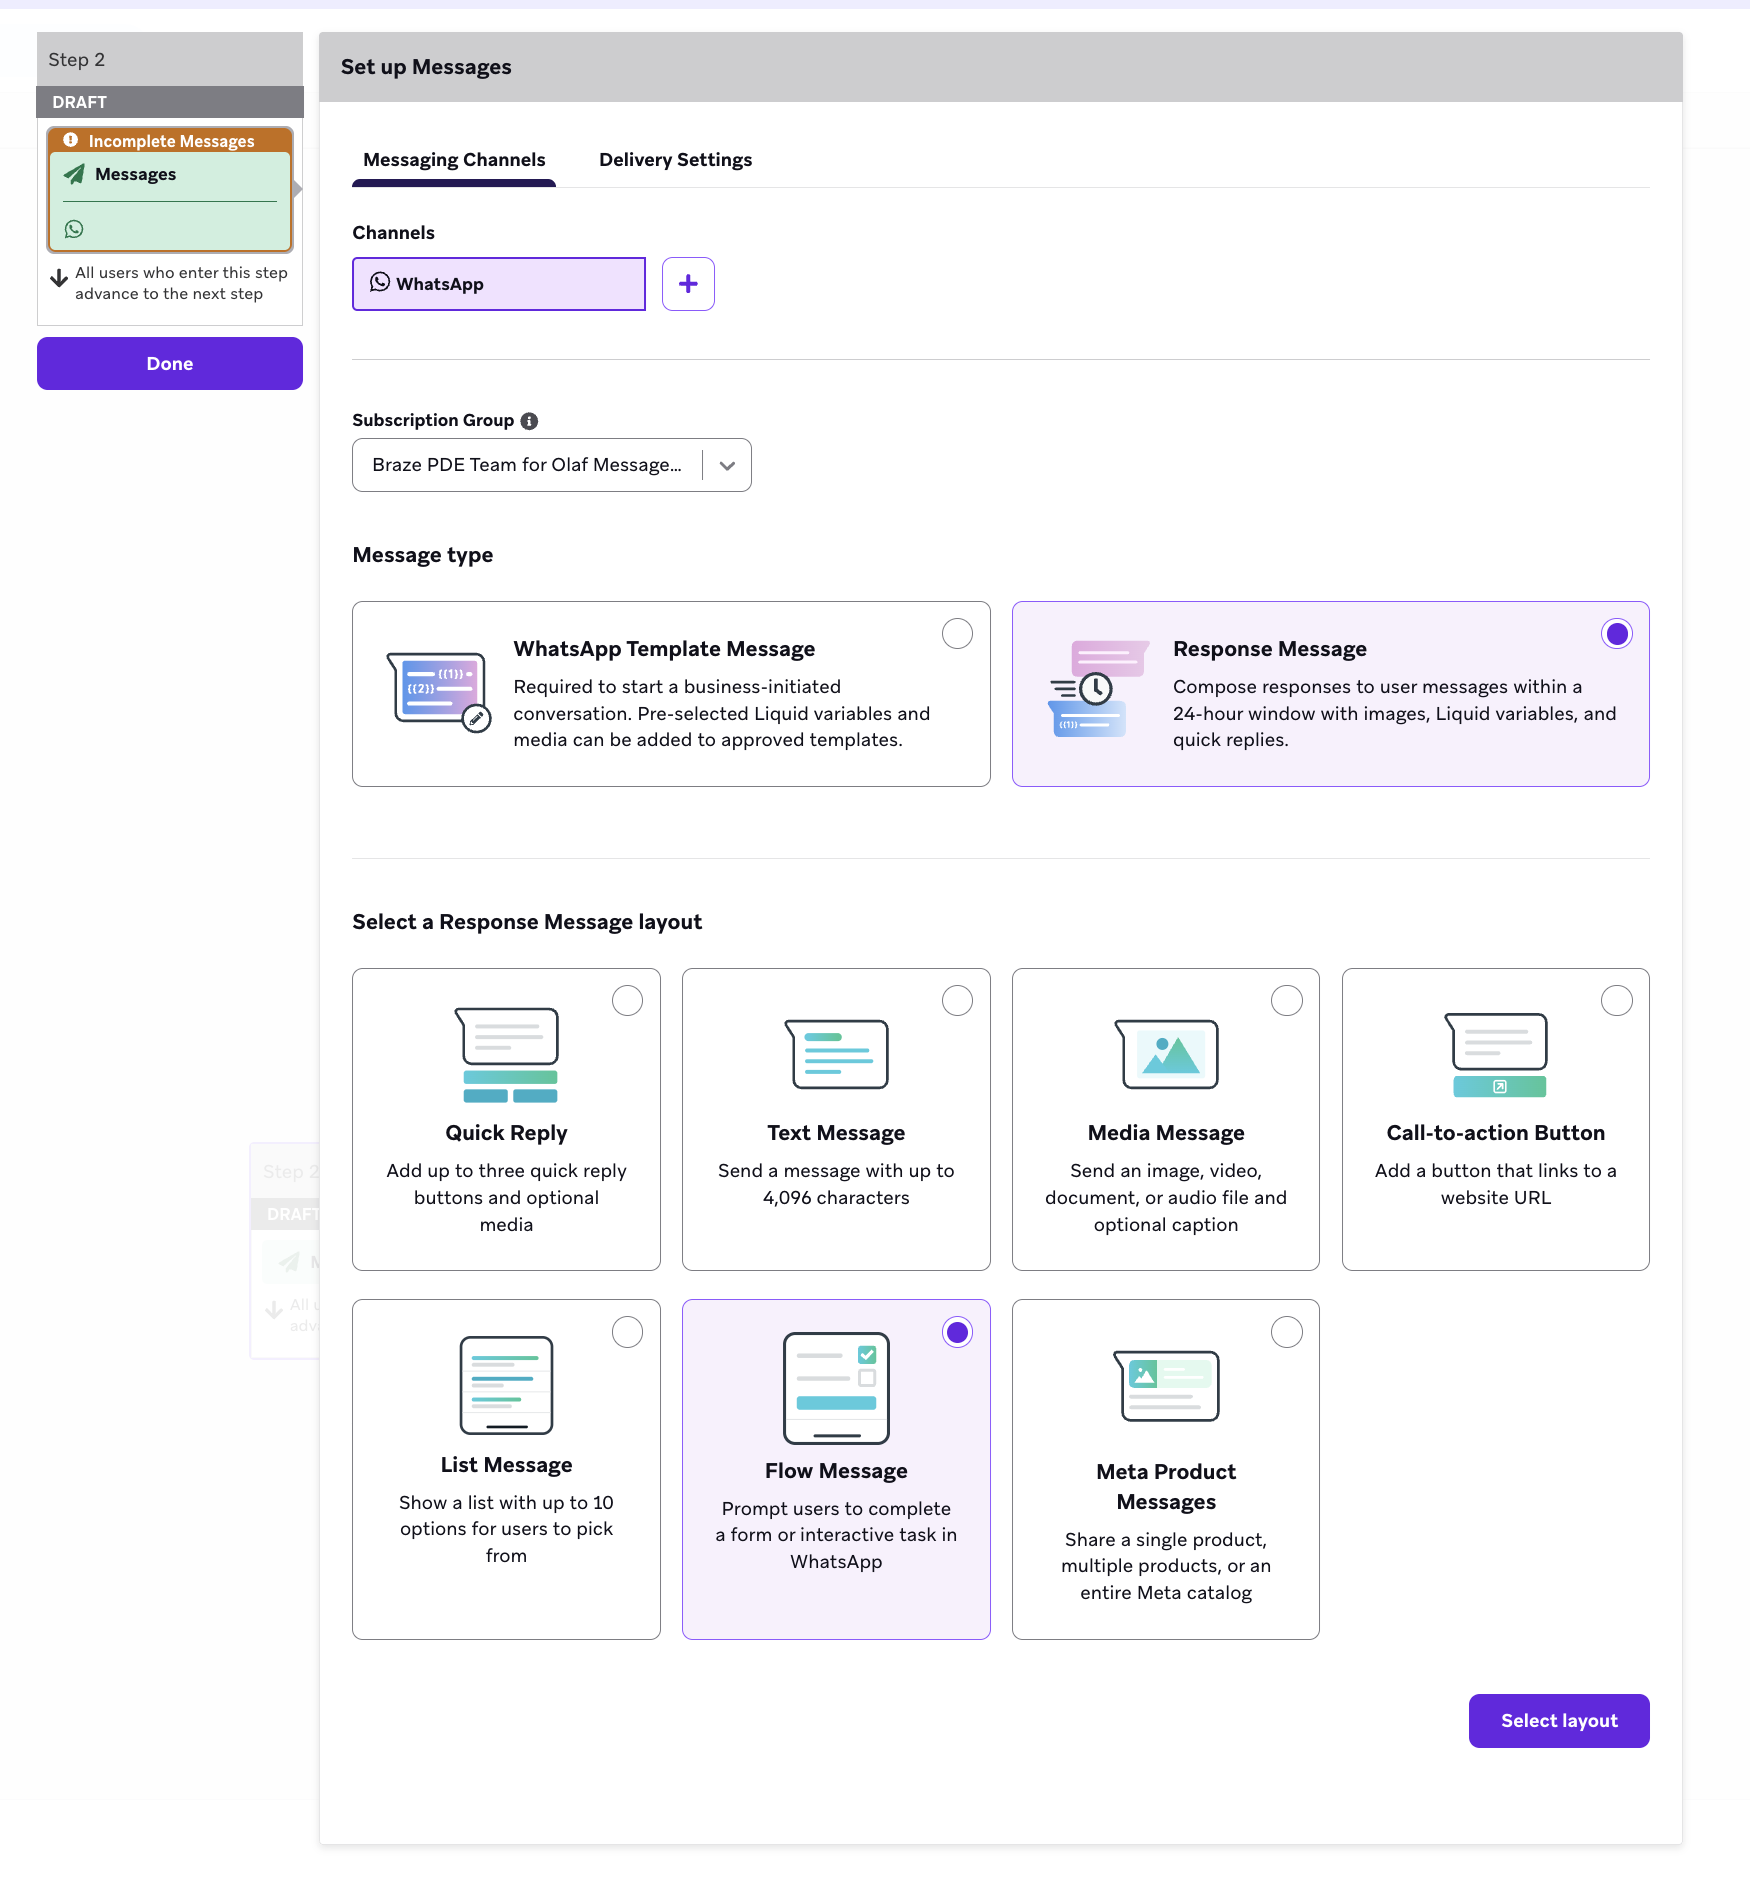 Step 2
DRAFT
Incomplete Messages
Messages
All users who enter this step
advance to the next step
Done
Set up Messages
Messaging Channels
Delivery Settings
Channels
WhatsApp
Subscription Group
Braze PDE Team for Olaf Message...
Message type
WhatsApp Template Message
Required to start a business-initiated
conversation. Pre-selected Liquid variables and
media can be added to approved templates.
{{1}}
{{2}}
Response Message
Compose responses to user messages within a
24-hour window with images, Liquid variables, and
quick replies.
{{1}}
Select a Response Message layout
Quick Reply
Add up to three quick reply
buttons and optional
media
Text Message
Send a message with up to
4,096 characters
Media Message
Send an image, video,
document, or audio file and
optional caption
Call-to-action Button
Add a button that links to a
website URL
Step 2
DRAFT
List Message
Show a list with up to 10
options for users to pick
from
Flow Message
Prompt users to complete
a form or interactive task in
WhatsApp
Meta Product
Messages
Share a single product,
multiple products, or an
entire Meta catalog
Select layout